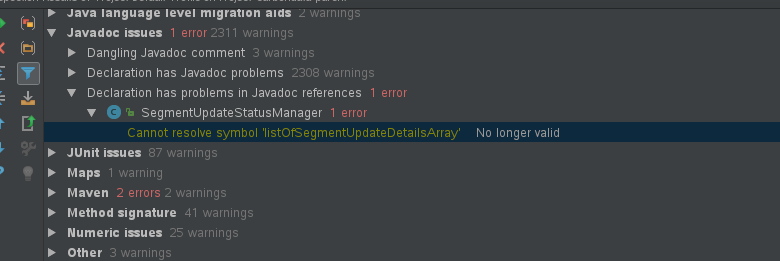 Java language level migration aids 2 warnings
Javadoc issues 1 error 2311 warnings
Dangling Javadoc comment 3 warnings
Declaration has Javadoc problems 2308 warnings
Declaration has problems in Javadoc references 1 error
SegmentUpdateStatusManager 1 error
Cannot resolve symbol 'listOfSegmentUpdateDetailsArray' No longer valid
JUnit issues 87 warnings
Maps 1 warning
Maven 2 errors 2 warnings
Method signature 41 warnings
Numeric issues 25 warnings
Other 3 warnings